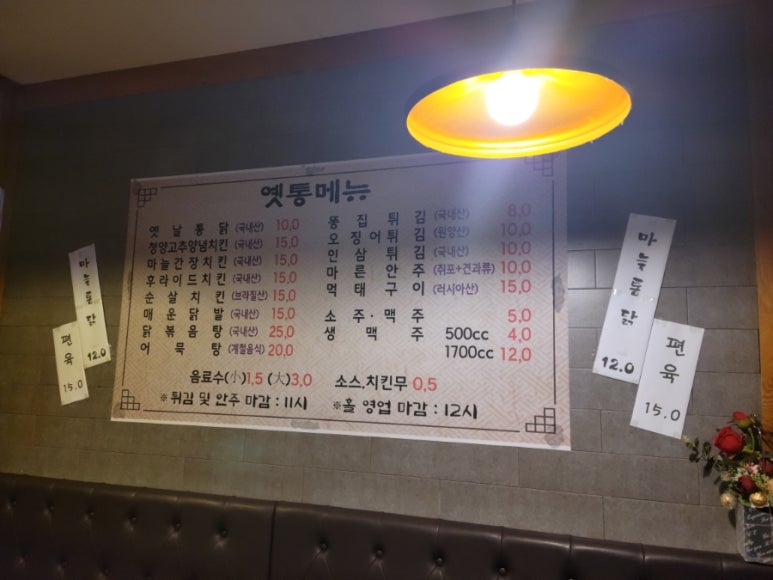 옛통메뉴
옛날통닭 (국내산) 10,0
청양고추양념치킨 (국내산) 15,0
마늘간장치킨 (국내산) 15,0
후라이드치킨 (국내산) 15,0
순살치킨 (브라질산) 15,0
매운닭발 (국내산) 15,0
닭볶음탕 (국내산) 25,0
어묵탕 (계절음식) 20,0
똥집튀김 (국내산) 8,0
오징어튀김 (원양산) 10,0
인삼튀김 (국내산) 10,0
마른안주 (쥐포+견과류) 10,0
먹태구이 (러시아산) 15,0
소주·맥주 5,0
생맥주 500cc 4,0
1700cc 12,0
음료수(小)1,5 (大)3,0 소스,치킨무 0,5
※튀김 및 안주 마감 : 11시 ※홀 영업 마감 : 12시
마늘통닭 12.0
편육 15.0
마늘통닭 12.0
편육 15.0